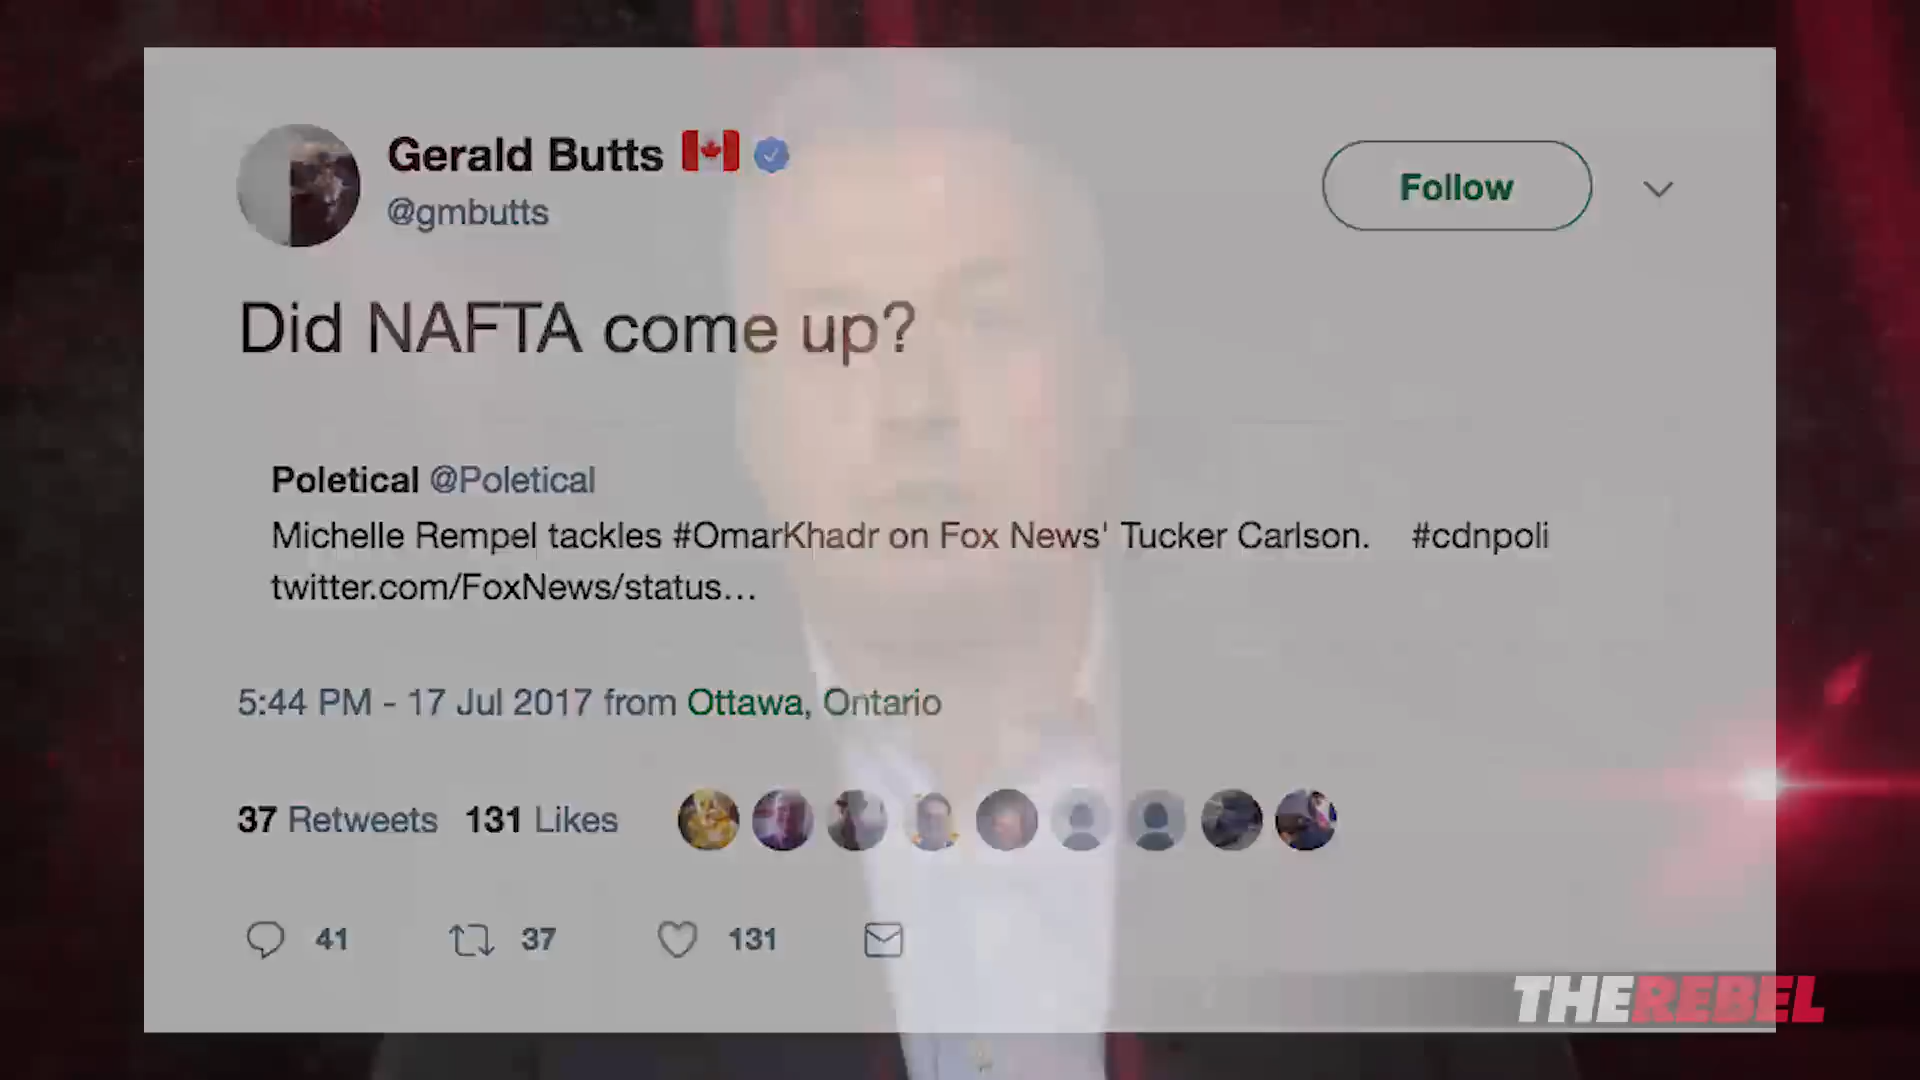 Gerald Butts
@gmbutts
Follow
Did NAFTA come up?
Poletical @Poletical
Michelle Rempel tackles #OmarKhadr on Fox News' Tucker Carlson. #cdnpoli
twitter.com/FoxNews/status...
5:44 PM - 17 Jul 2017 from Ottawa, Ontario
37 Retweets 131 Likes
41 37 131
THEREBEL